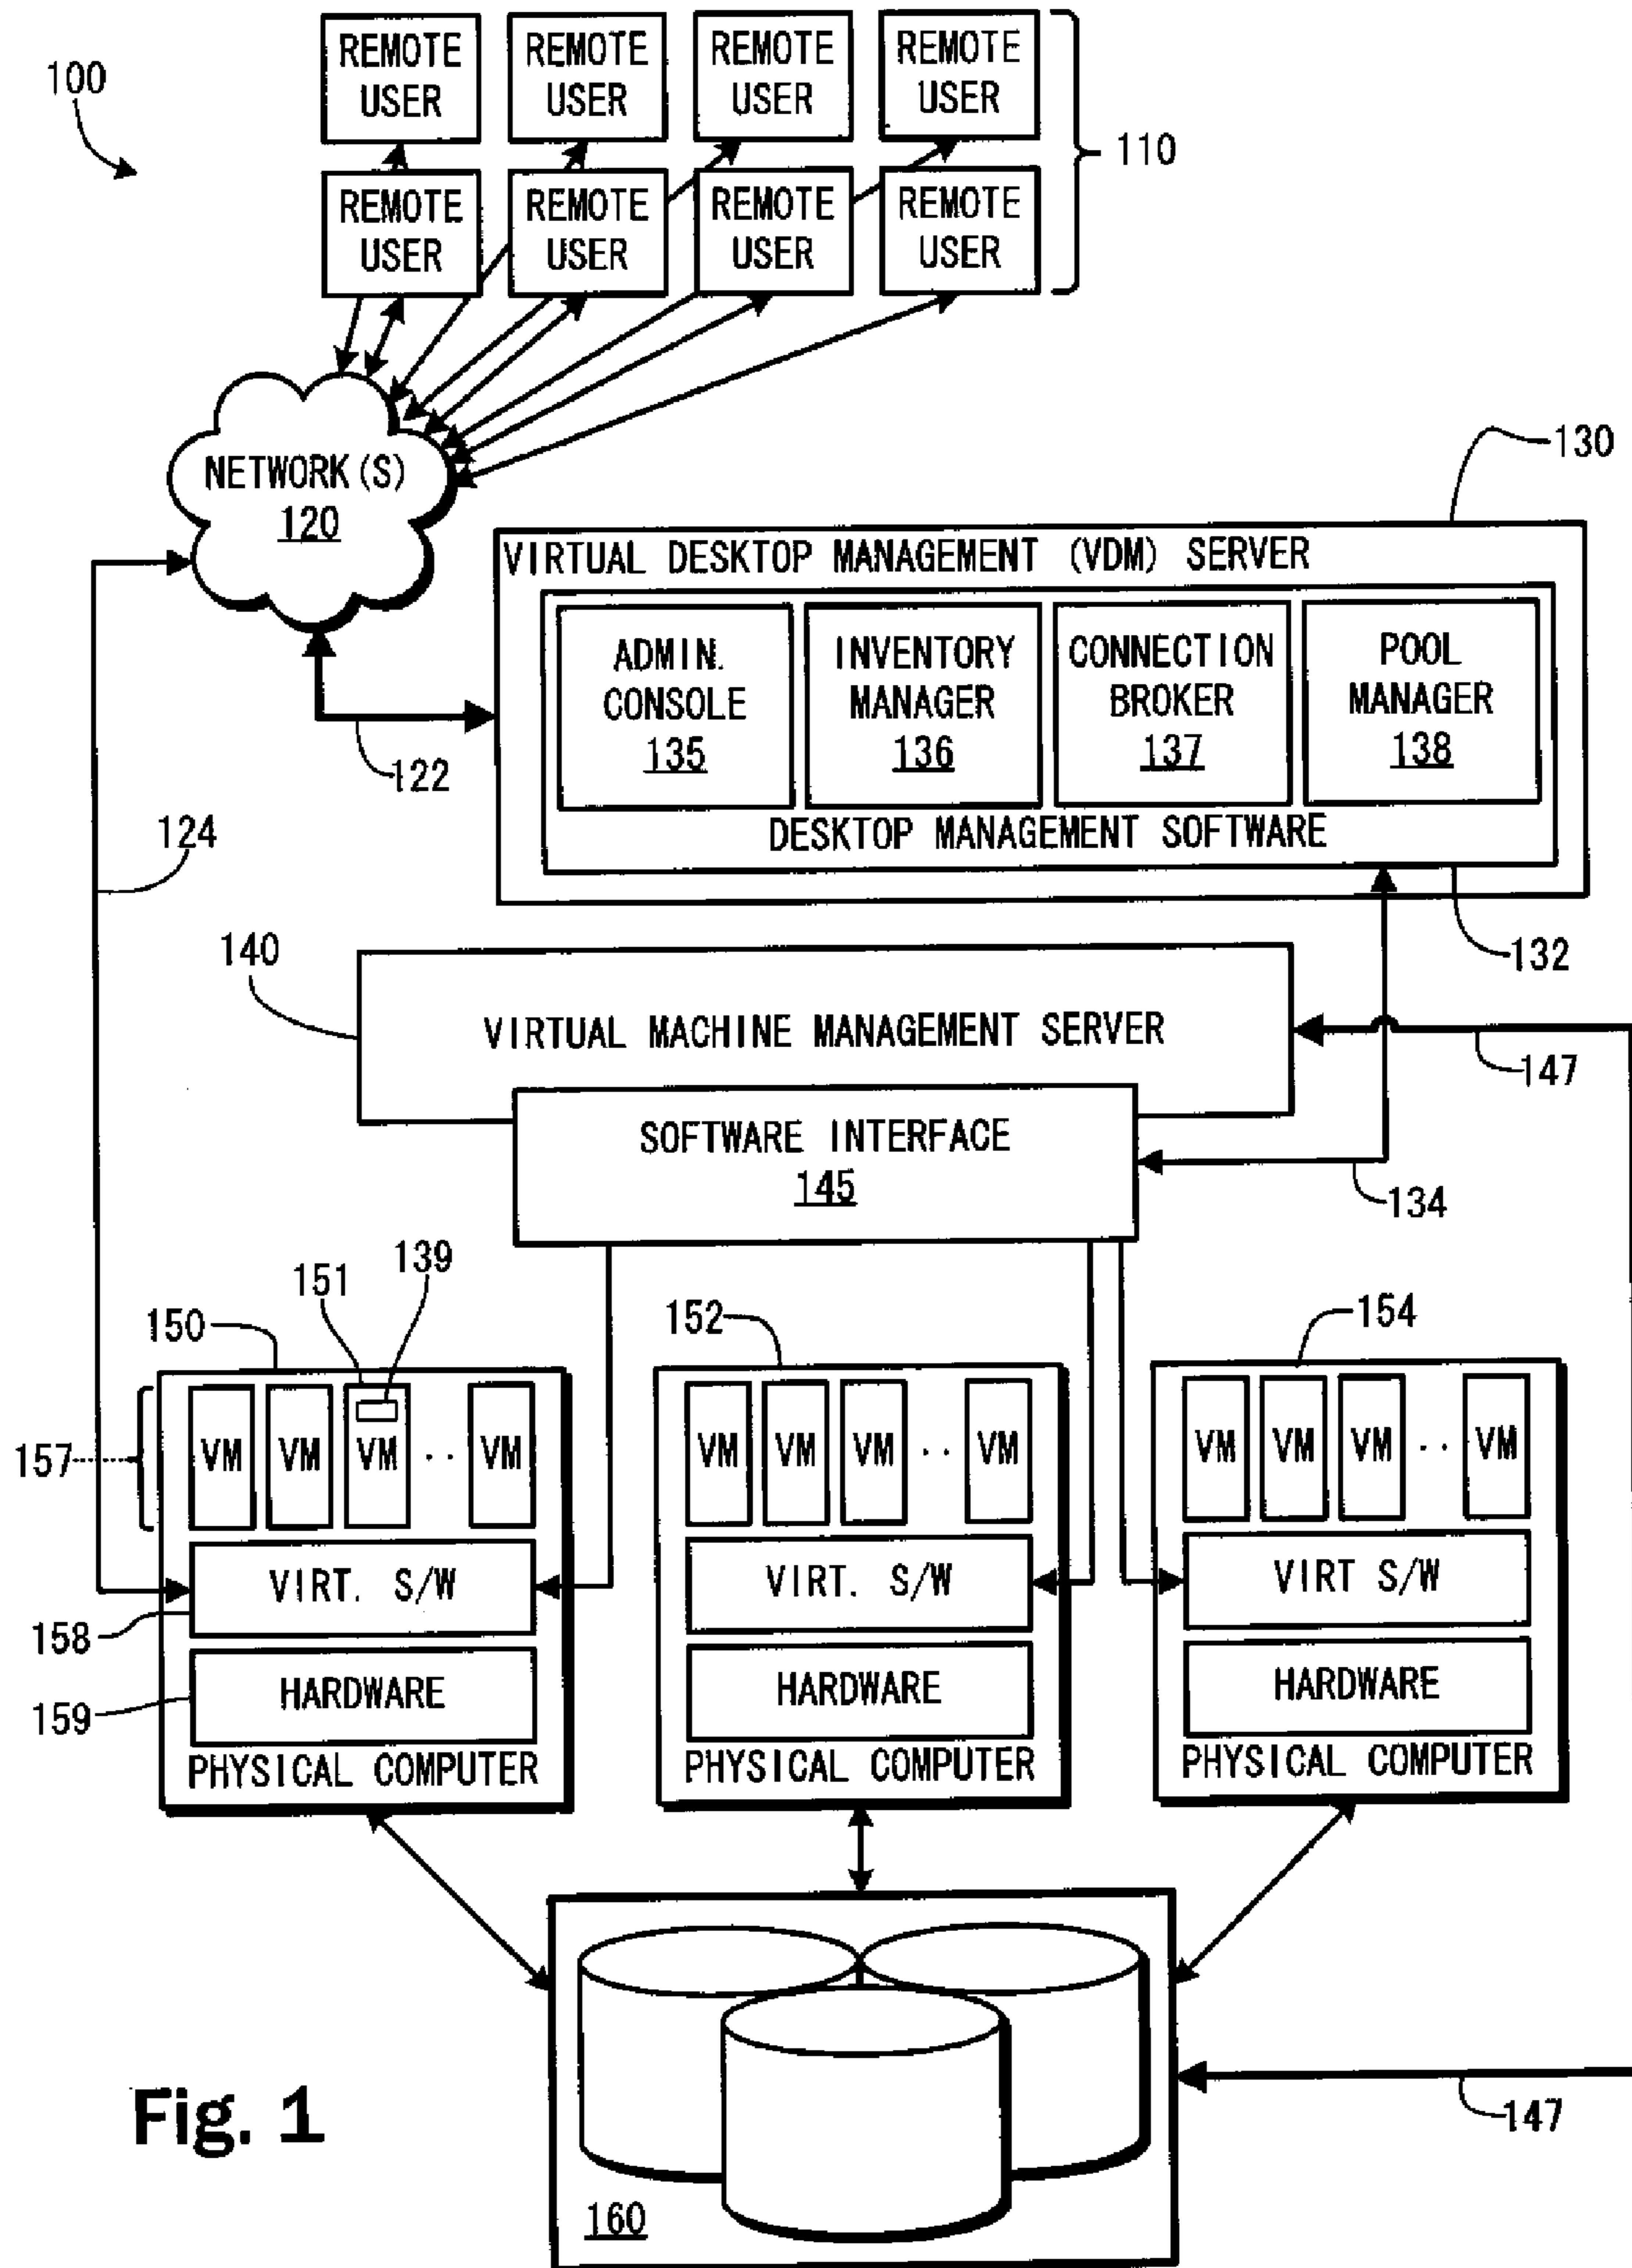 100
REMOTE USER
REMOTE USER
REMOTE USER
REMOTE USER
REMOTE USER
REMOTE USER
REMOTE USER
REMOTE USER
110
NETWORK(S)
120
130
VIRTUAL DESKTOP MANAGEMENT (VDM) SERVER
ADMIN.
CONSOLE
135
INVENTORY
MANAGER
136
CONNECTION
BROKER
137
POOL
MANAGER
138
DESKTOP MANAGEMENT SOFTWARE
122
124
132
140
VIRTUAL MACHINE MANAGEMENT SERVER
147
SOFTWARE INTERFACE
145
134
139
151
150
152
154
157
VM VM VM .. VM
VM VM VM .. VM
VM VM VM .. VM
VIRT. S/W
VIRT. S/W
VIRT S/W
158
HARDWARE
HARDWARE
HARDWARE
159
PHYSICAL COMPUTER
PHYSICAL COMPUTER
PHYSICAL COMPUTER
147
160
Fig. 1